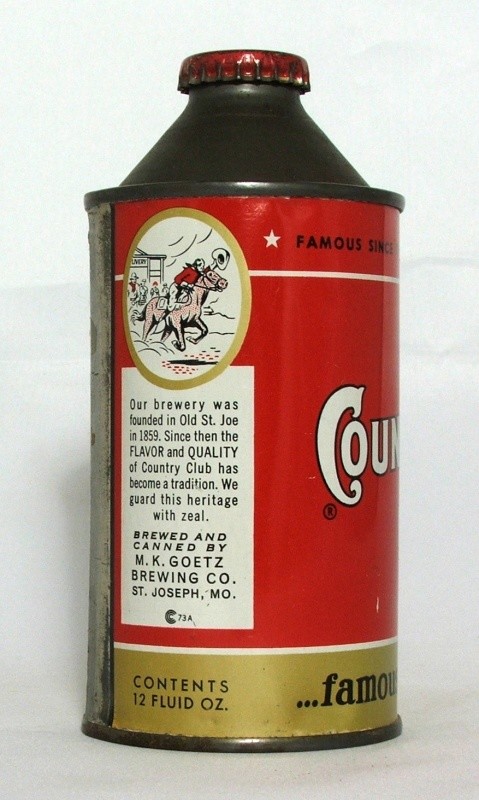 LIVERY
★ FAMOUS SINCE
COUN
®
Our brewery was
founded in Old St. Joe
in 1859. Since then the
FLAVOR and QUALITY
of Country Club has
become a tradition. We
guard this heritage
with zeal.
BREWED AND
CANNED BY
M.K. GOETZ
BREWING CO.
ST. JOSEPH, MO.
73A
CONTENTS
12 FLUID OZ.
...famou